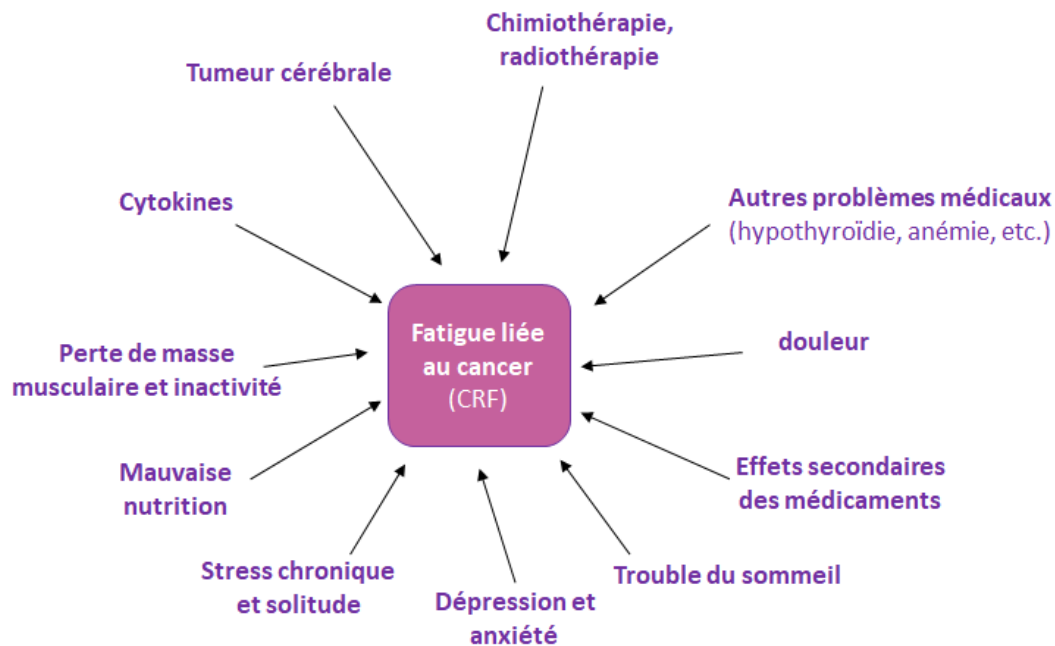 Chimiothérapie,
radiothérapie
Tumeur cérébrale
Autres problèmes médicaux
(hypothyroïdie, anémie, etc.)
Cytokines
Fatigue liée
au cancer
(CRF)
douleur
Perte de masse
musculaire et inactivité
Effets secondaires
des médicaments
Mauvaise
nutrition
Trouble du sommeil
Stress chronique
et solitude
Dépression et
anxiété